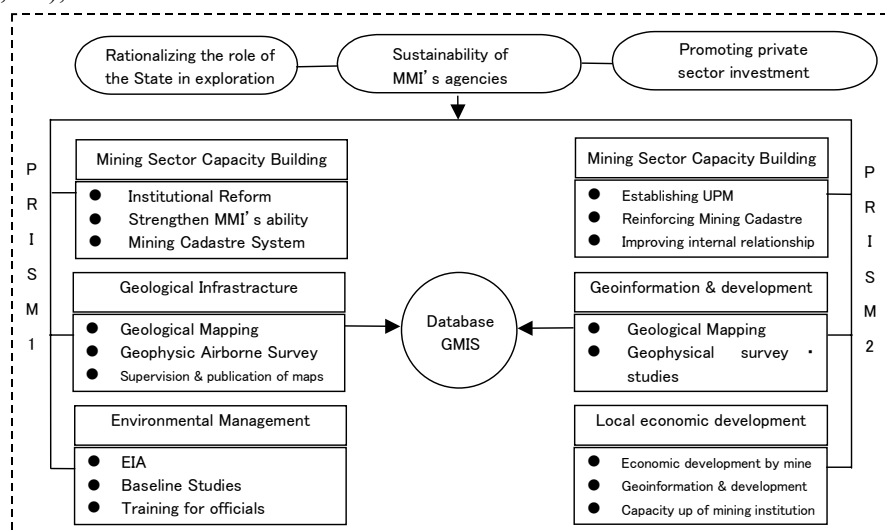 Rationalizing the role of
the State in exploration
Sustainability of
MMI's agencies
Promoting private
sector investment
P
R
I
S
M
1
Mining Sector Capacity Building
● Institutional Reform
● Strengthen MMI's ability
● Mining Cadastre System
Geological Infrastracture
● Geological Mapping
● Geophysic Airborne Survey
● Supervision & publication of maps
Environmental Management
● EIA
● Baseline Studies
● Training for officials
Database
GMIS
Mining Sector Capacity Building
● Establishing UPM
● Reinforcing Mining Cadastre
● Improving internal relationship
Geoinformation & development
● Geological Mapping
● Geophysical survey ・
studies
Local economic development
● Economic development by mine
● Geoinformation & development
● Capacity up of mining institution
P
R
I
S
M
2